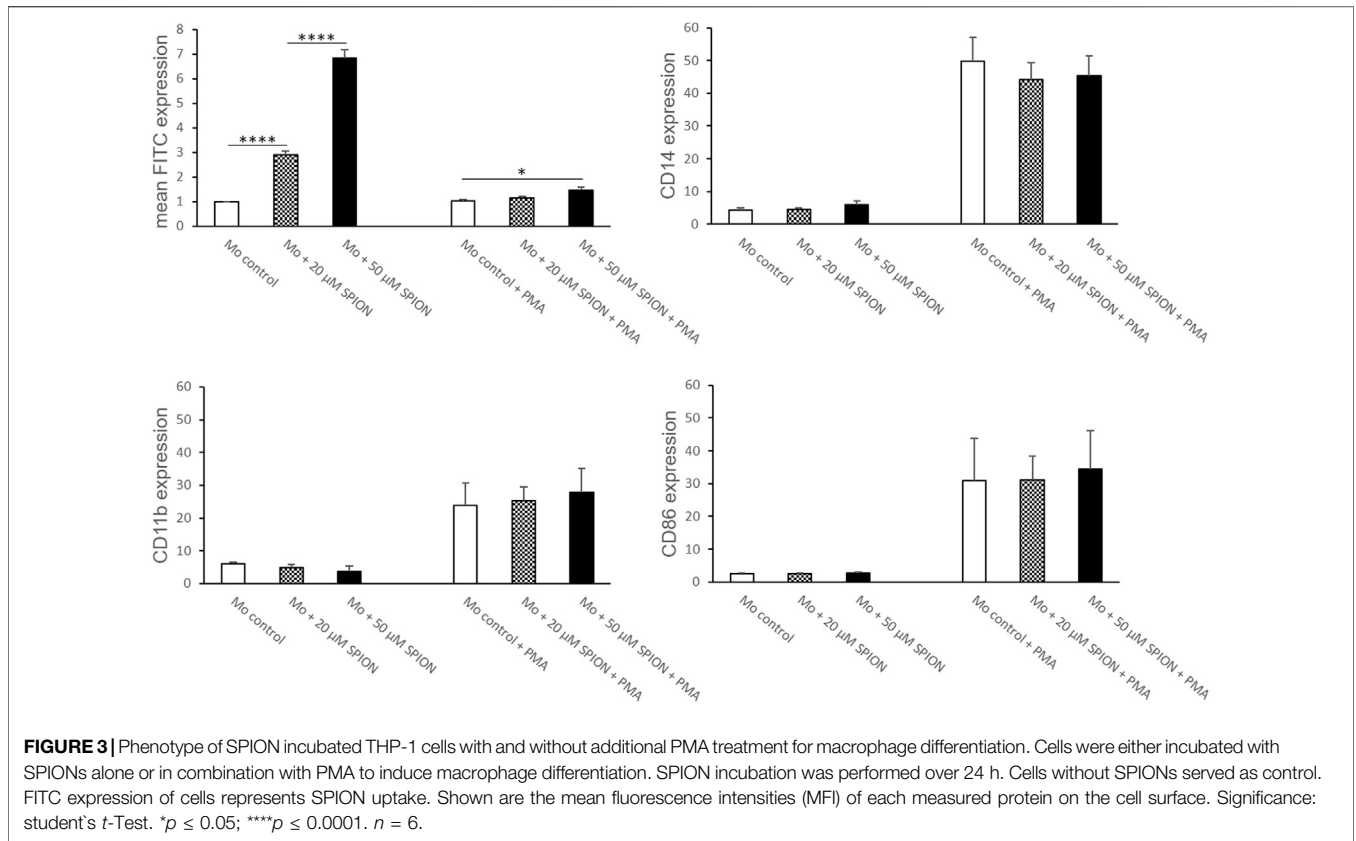 mean FITC expression
8
7
6
5
4
3
2
1
0
****
****
*
Mo control
Mo + 20 µM SPION
Mo + 50 µM SPION
Mo control + PMA
Mo + 20 µM SPION + PMA
Mo + 50 µM SPION + PMA
CD14 expression
60
50
40
30
20
10
0
Mo control
Mo + 20 µM SPION
Mo + 50 µM SPION
Mo control + PMA
Mo + 20 µM SPION + PMA
Mo + 50 µM SPION + PMA
CD11b expression
60
50
40
30
20
10
0
Mo control
Mo + 20 µM SPION
Mo + 50 µM SPION
Mo control + PMA
Mo + 20 µM SPION + PMA
Mo + 50 µM SPION + PMA
CD86 expression
60
50
40
30
20
10
0
Mo control
Mo + 20 µM SPION
Mo + 50 µM SPION
Mo control + PMA
Mo + 20 µM SPION + PMA
Mo + 50 µM SPION + PMA
FIGURE 3 | Phenotype of SPION incubated THP-1 cells with and without additional PMA treatment for macrophage differentiation. Cells were either incubated with
SPIONs alone or in combination with PMA to induce macrophage differentiation. SPION incubation was performed over 24 h. Cells without SPIONs served as control.
FITC expression of cells represents SPION uptake. Shown are the mean fluorescence intensities (MFI) of each measured protein on the cell surface. Significance:
student`s t-Test. *p ≤ 0.05; ****p ≤ 0.0001. n = 6.